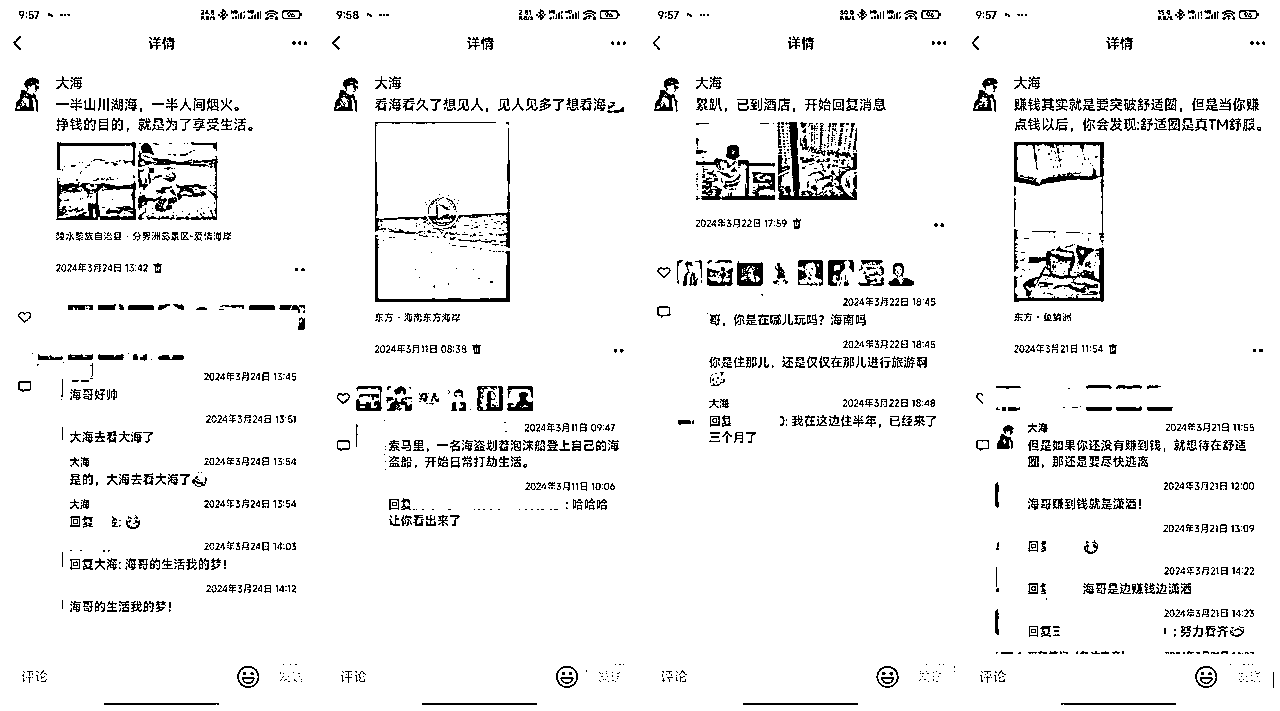 9:57
详情
大海
一半山川湖海，一半人间烟火。
挣钱的目的，就是为了享受生活。
陵水黎族自治县·分界洲岛景区-爱情海岸
2024年3月24日 13:42
2024年3月24日 13:45
海哥好帅
2024年3月24日 13:51
大海去看大海了
大海
2024年3月24日 13:54
是的，大海去看大海了
大海
2024年3月24日 13:54
回复
2024年3月24日 14:03
回复大海: 海哥的生活我的梦！
2024年3月24日 14:12
海哥的生活我的梦！
评论
发送
9:58
详情
大海
看海看久了想见人，见人见多了想看海
东方·海南东方海岸
2024年3月11日 08:38
2024年3月11日 09:47
索马里，一名海盗划着泡沫船登上自己的海
盗船，开始日常打劫生活。
2024年3月11日 10:06
回复
: 哈哈哈
让你看出来了
评论
发送
9:57
详情
大海
累趴，已到酒店，开始回复消息
2024年3月22日 17:59
2024年3月22日 18:45
哥，你是在哪儿玩吗？海南吗
2024年3月22日 18:45
你是住那儿，还是仅仅在那儿进行旅游啊
大海
2024年3月22日 18:48
回复
: 我在这边住半年，已经来了
三个月了
评论
发送
9:57
详情
大海
赚钱其实就是要突破舒适圈，但是当你赚
点钱以后，你会发现:舒适圈是真TM舒服。
东方·鱼鳞洲
2024年3月21日 11:54
大海
2024年3月21日 11:55
但是如果你还没有赚到钱，就想待在舒适
圈，那还是要尽快逃离
2024年3月21日 12:00
海哥赚到钱就是潇洒！
2024年3月21日 13:09
回复
2024年3月21日 14:22
回复
海哥是边赚钱边潇洒
2024年3月21日 14:23
回复
: 努力看齐
评论
发送